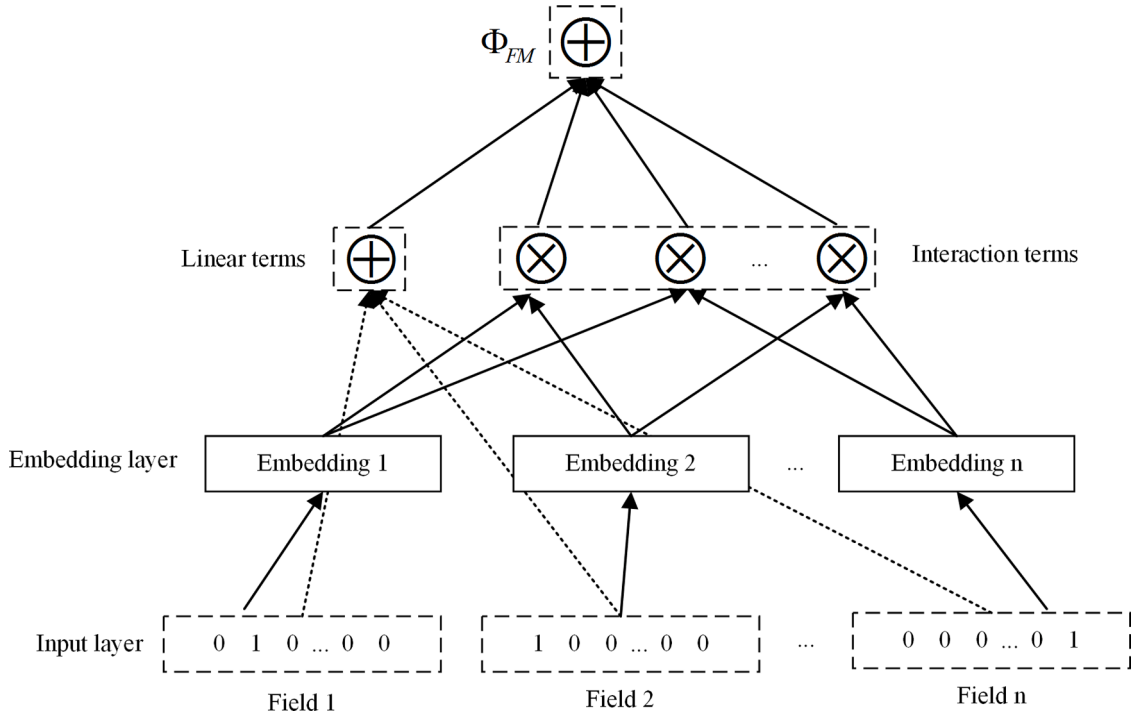 Φ_FM
Linear terms
...
Interaction terms
Embedding layer
Embedding 1
Embedding 2
...
Embedding n
Input layer
0 1 0 ... 0 0
1 0 0 ... 0 0
...
0 0 0 ... 0 1
Field 1
Field 2
Field n